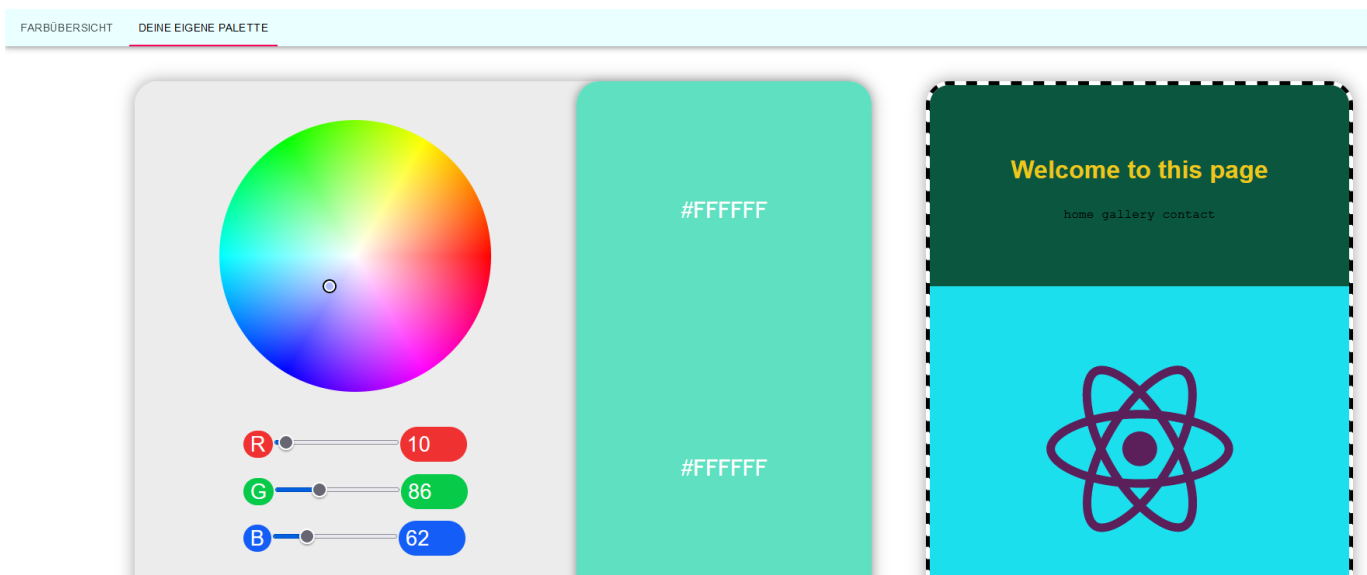 FARBÜBERSICHT DEINE EIGENE PALETTE
#FFFFFF
Welcome to this page
home gallery contact
R 10
G 86
#FFFFFF
B 62